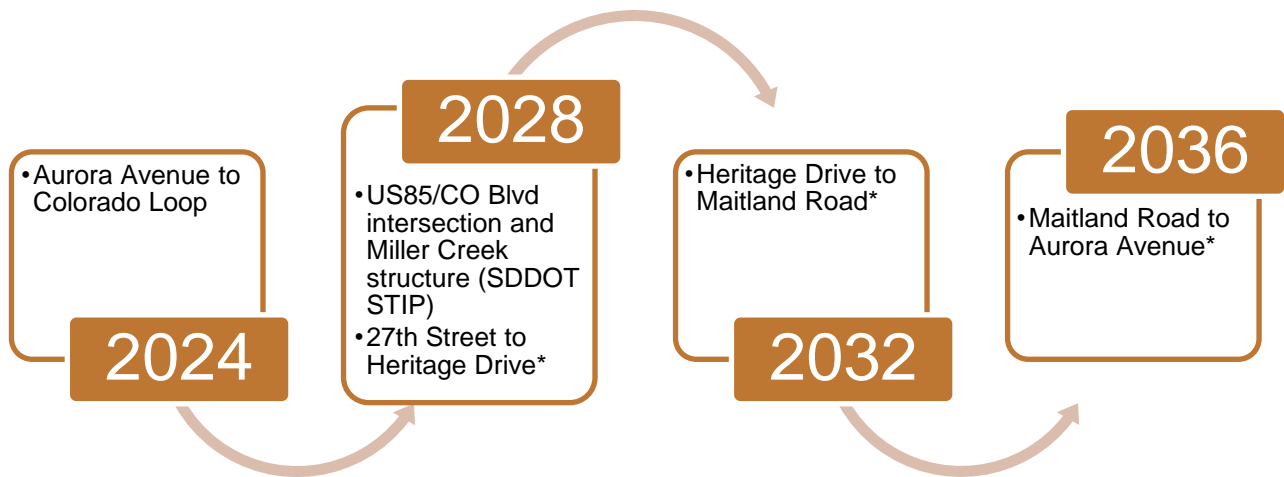 •Aurora Avenue to
Colorado Loop
2024
2028
•US85/CO Blvd
intersection and
Miller Creek
structure (SDDOT
STIP)
•27th Street to
Heritage Drive*
•Heritage Drive to
Maitland Road*
2032
2036
•Maitland Road to
Aurora Avenue*